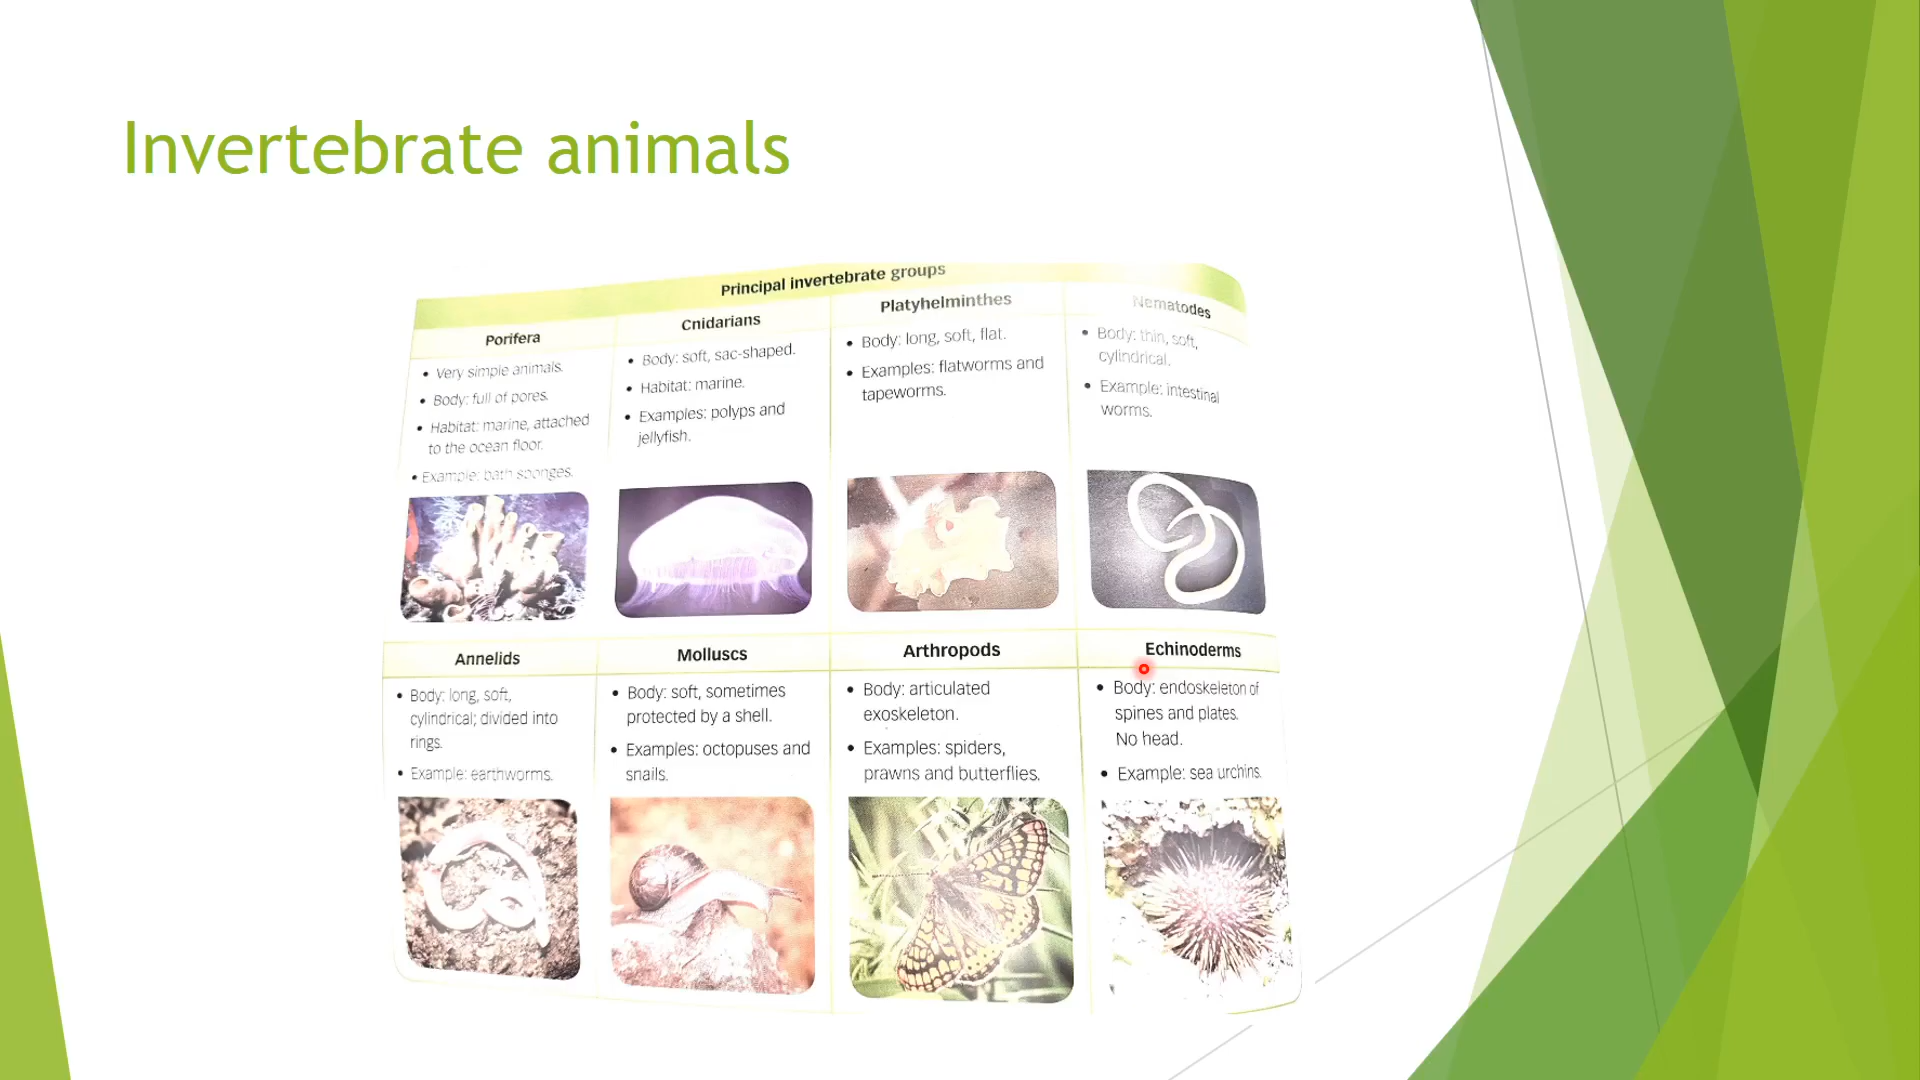 Invertebrate animals
Principal invertebrate groups
Porifera
• Very simple animals.
• Body: full of pores.
• Habitat: marine, attached
to the ocean floor.
• Example: bath sponges.
Cnidarians
• Body: soft, sac-shaped.
• Habitat: marine.
• Examples: polyps and
jellyfish.
Platyhelminthes
• Body: long, soft, flat.
• Examples: flatworms and
tapeworms.
Nematodes
• Body: thin, soft,
cylindrical.
• Example: intestinal
worms.
Annelids
• Body: long, soft,
cylindrical; divided into
rings.
• Example: earthworms.
Molluscs
• Body: soft, sometimes
protected by a shell.
• Examples: octopuses and
snails.
Arthropods
• Body: articulated
exoskeleton.
• Examples: spiders,
prawns and butterflies.
Echinoderms
• Body: endoskeleton of
spines and plates.
No head.
• Example: sea urchins.